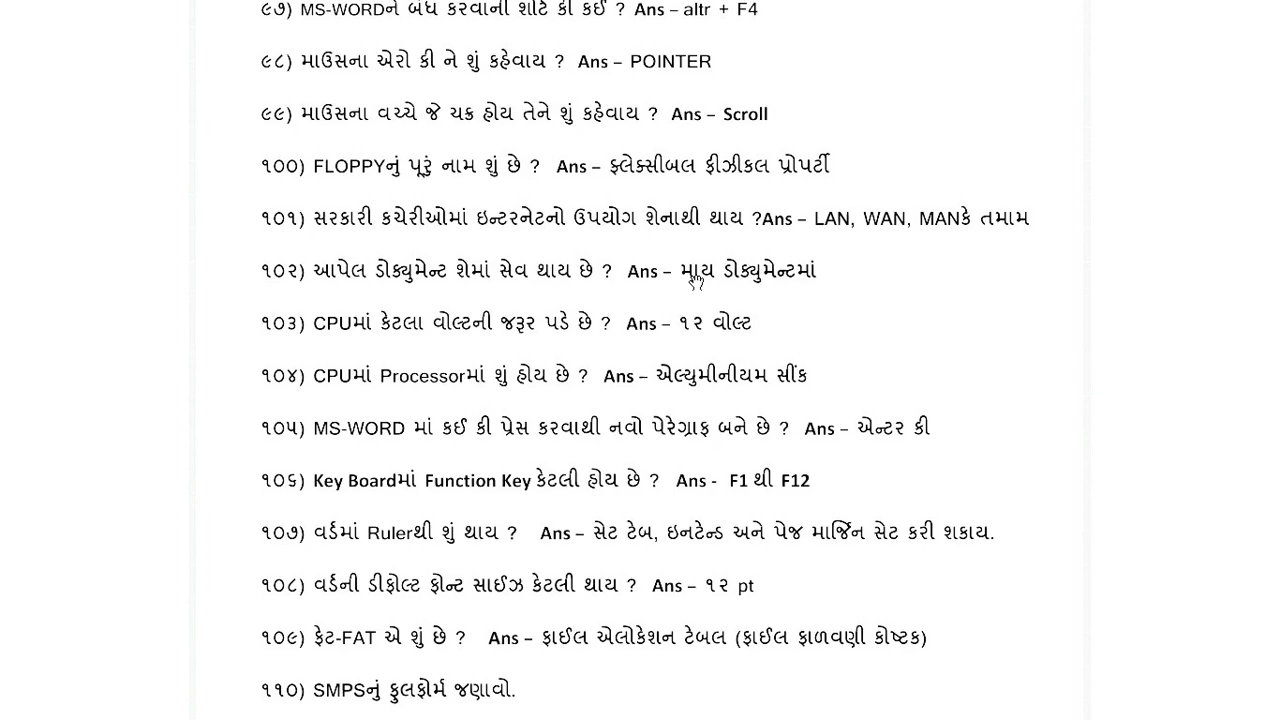 ૯૭) MS-WORDને બંધ કરવાની શોર્ટ કી કઈ ? Ans – altr + F4
૯૮) માઉસના એરો કી ને શું કહેવાય ? Ans – POINTER
૯૯) માઉસના વચ્ચે જે ચક્ર હોય તેને શું કહેવાય ? Ans – Scroll
૧૦૦) FLOPPYનું પૂરું નામ શું છે ? Ans – ફ્લેક્સીબલ ફીઝીકલ પ્રોપર્ટી
૧૦૧) સરકારી કચેરીઓમાં ઇન્ટરનેટનો ઉપયોગ શેનાથી થાય ?Ans – LAN, WAN, MANકે તમામ
૧૦૨) આપેલ ડોક્યુમેન્ટ શેમાં સેવ થાય છે ? Ans – માય ડોક્યુમેન્ટમાં
૧૦૩) CPUમાં કેટલા વોલ્ટની જરૂર પડે છે ? Ans – ૧૨ વોલ્ટ
૧૦૪) CPUમાં Processorમાં શું હોય છે ? Ans – એલ્યુમીનીયમ સીંક
૧૦૫) MS-WORD માં કઈ કી પ્રેસ કરવાથી નવો પેરેગ્રાફ બને છે ? Ans – એન્ટર કી
૧૦૬) Key Boardમાં Function Key કેટલી હોય છે ? Ans - F1 થી F12
૧૦૭) વર્ડમાં Rulerથી શું થાય ? Ans – સેટ ટેબ, ઇનટેન્ડ અને પેજ માર્જિન સેટ કરી શકાય.
૧૦૮) વર્ડની ડીફોલ્ટ ફોન્ટ સાઈઝ કેટલી થાય ? Ans – ૧૨ pt
૧૦૯) ફેટ-FAT એ શું છે ? Ans – ફાઈલ એલોકેશન ટેબલ (ફાઈલ ફાળવણી કોષ્ટક)
૧૧૦) SMPSનું ફુલફોર્મ જણાવો.